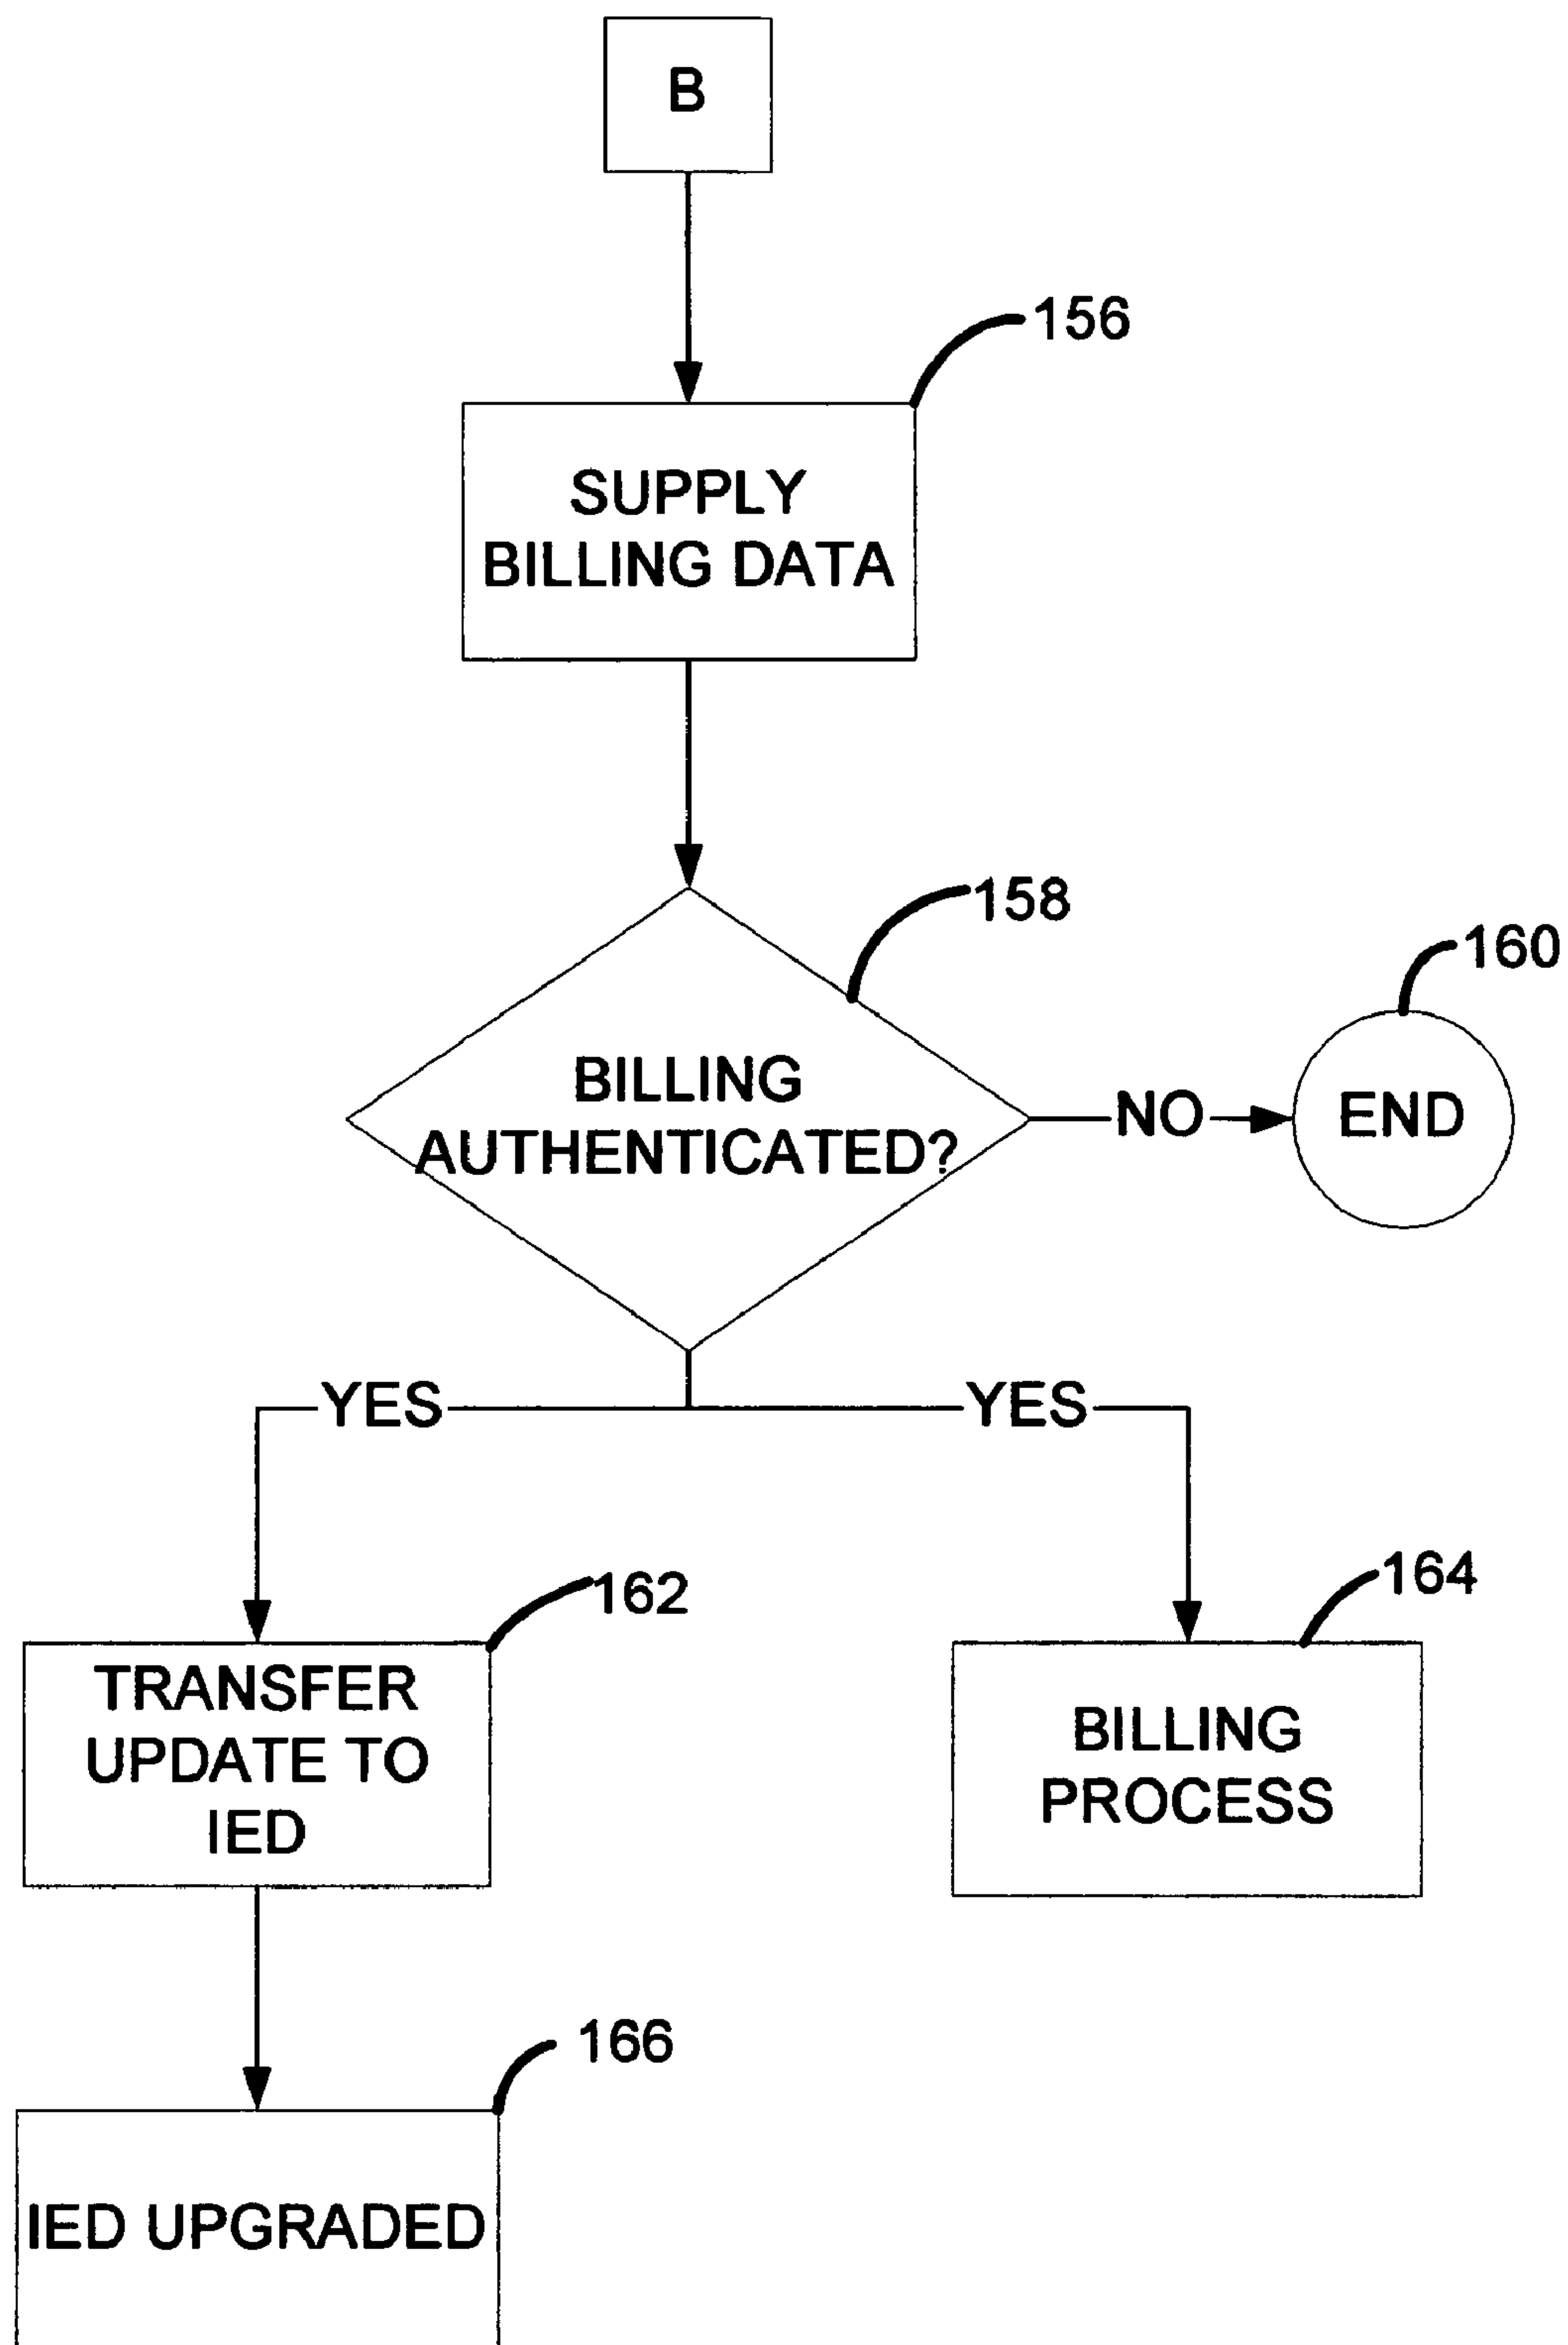 B
156
SUPPLY
BILLING DATA
158
160
BILLING
AUTHENTICATED?
NO
END
YES
YES
162
164
TRANSFER
UPDATE TO
IED
BILLING
PROCESS
166
IED UPGRADED